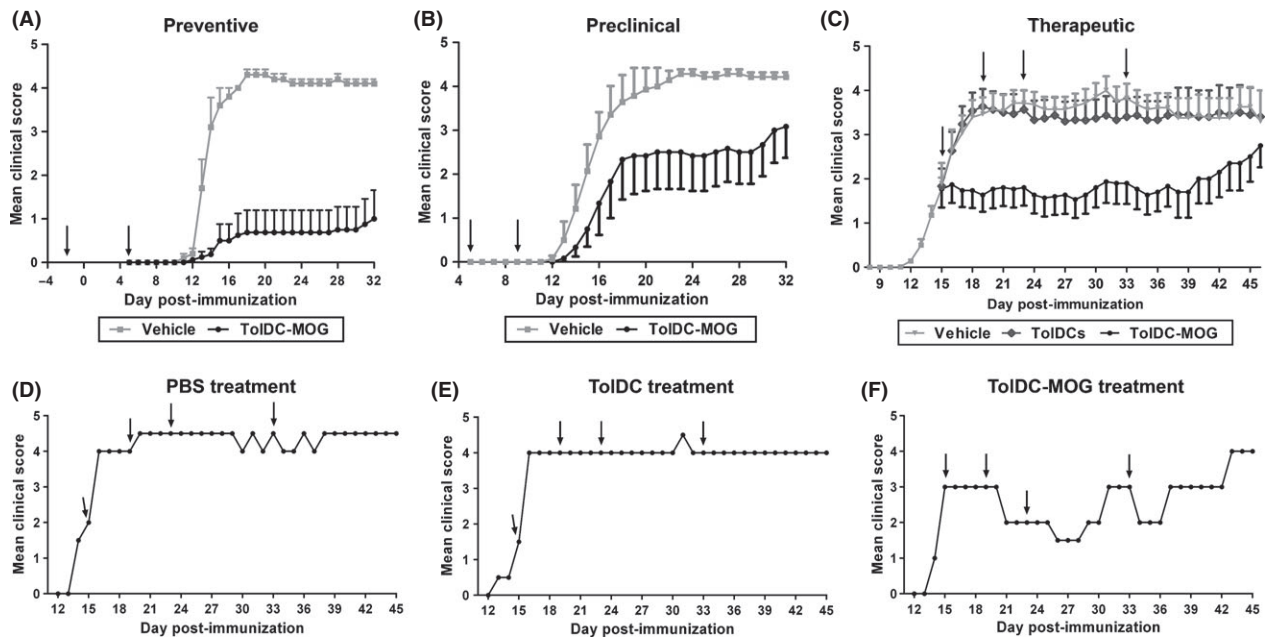 (A)
Preventive
Mean clinical score
5
4
3
2
1
0
−4 0 4 8 12 16 20 24 28 32
Day post-immunization
Vehicle TolDC-MOG
(B)
Preclinical
Mean clinical score
5
4
3
2
1
0
4 8 12 16 20 24 28 32
Day post-immunization
Vehicle TolDC-MOG
(C)
Therapeutic
Mean clinical score
5
4
3
2
1
0
9 12 15 18 21 24 27 30 33 36 39 42 45
Day post-immunization
Vehicle TolDCs TolDC-MOG
(D)
PBS treatment
Mean clinical score
5
4
3
2
1
0
12 15 18 21 24 27 30 33 36 39 42 45
Day post-immunization
(E)
TolDC treatment
Mean clinical score
5
4
3
2
1
0
12 15 18 21 24 27 30 33 36 39 42 45
Day post-immunization
(F)
TolDC-MOG treatment
Mean clinical score
5
4
3
2
1
0
12 15 18 21 24 27 30 33 36 39 42 45
Day post-immunization